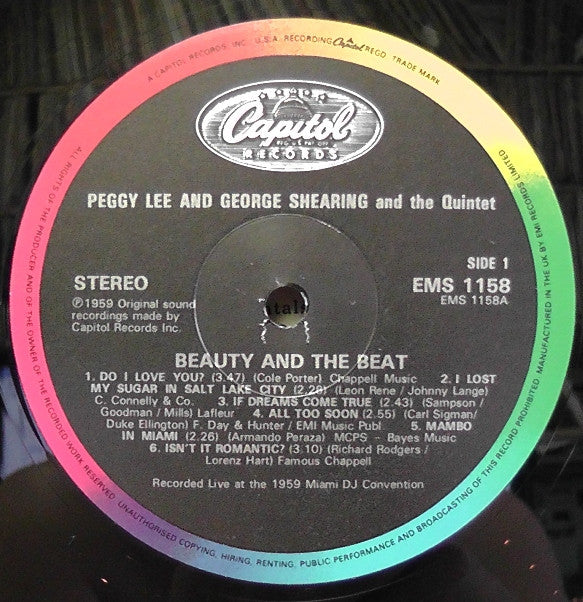 A CAPITOL RECORDS, INC. U.S.A. RECORDING Capitol REGD. TRADE MARK
Capitol
RECORDS
PEGGY LEE AND GEORGE SHEARING and the Quintet
STEREO
SIDE 1
EMS 1158
EMS 1158A
℗1959 Original sound
recordings made by
Capitol Records Inc.
BEAUTY AND THE BEAT
1. DO I LOVE YOU? (3.47) (Cole Porter) Chappell Music 2. I LOST
MY SUGAR IN SALT LAKE CITY (2.28) (Leon Rene / Johnny Lange)
C. Connelly & Co. 3. IF DREAMS COME TRUE (2.43) (Sampson /
Goodman / Mills) Lafleur 4. ALL TOO SOON (2.55) (Carl Sigman/
Duke Ellington) F. Day & Hunter / EMI Music Publ. 5. MAMBO
IN MIAMI (2.26) (Armando Peraza) MCPS - Bayes Music
6. ISN'T IT ROMANTIC? (3.10) (Richard Rodgers /
Lorenz Hart) Famous Chappell
Recorded Live at the 1959 Miami DJ Convention
ALL RIGHTS OF THE PRODUCER AND OF THE OWNER OF THE RECORDED WORK RESERVED. UNAUTHORISED COPYING, HIRING, RENTING, PUBLIC PERFORMANCE AND BROADCASTING OF THIS RECORD PROHIBITED. MANUFACTURED IN THE UK BY EMI RECORDS LIMITED